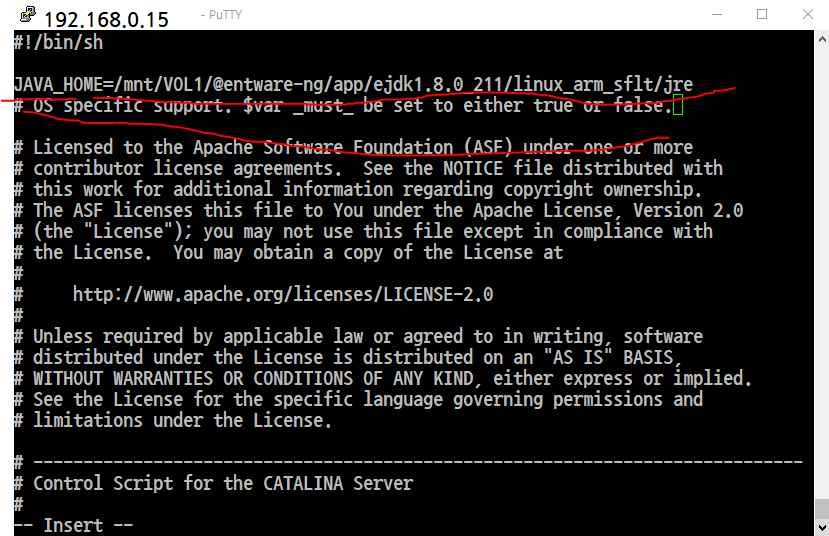 192.168.0.15 - PuTTY
#!/bin/sh
JAVA_HOME=/mnt/VOL1/@entware-ng/app/ejdk1.8.0_211/linux_arm_sflt/jre
# OS specific support. $var _must_ be set to either true or false.
# Licensed to the Apache Software Foundation (ASF) under one or more
# contributor license agreements.  See the NOTICE file distributed with
# this work for additional information regarding copyright ownership.
# The ASF licenses this file to You under the Apache License, Version 2.0
# (the "License"); you may not use this file except in compliance with
# the License.  You may obtain a copy of the License at
#
#     http://www.apache.org/licenses/LICENSE-2.0
#
# Unless required by applicable law or agreed to in writing, software
# distributed under the License is distributed on an "AS IS" BASIS,
# WITHOUT WARRANTIES OR CONDITIONS OF ANY KIND, either express or implied.
# See the License for the specific language governing permissions and
# limitations under the License.
# -----------------------------------------------------------------------------
# Control Script for the CATALINA Server
#
-- Insert --